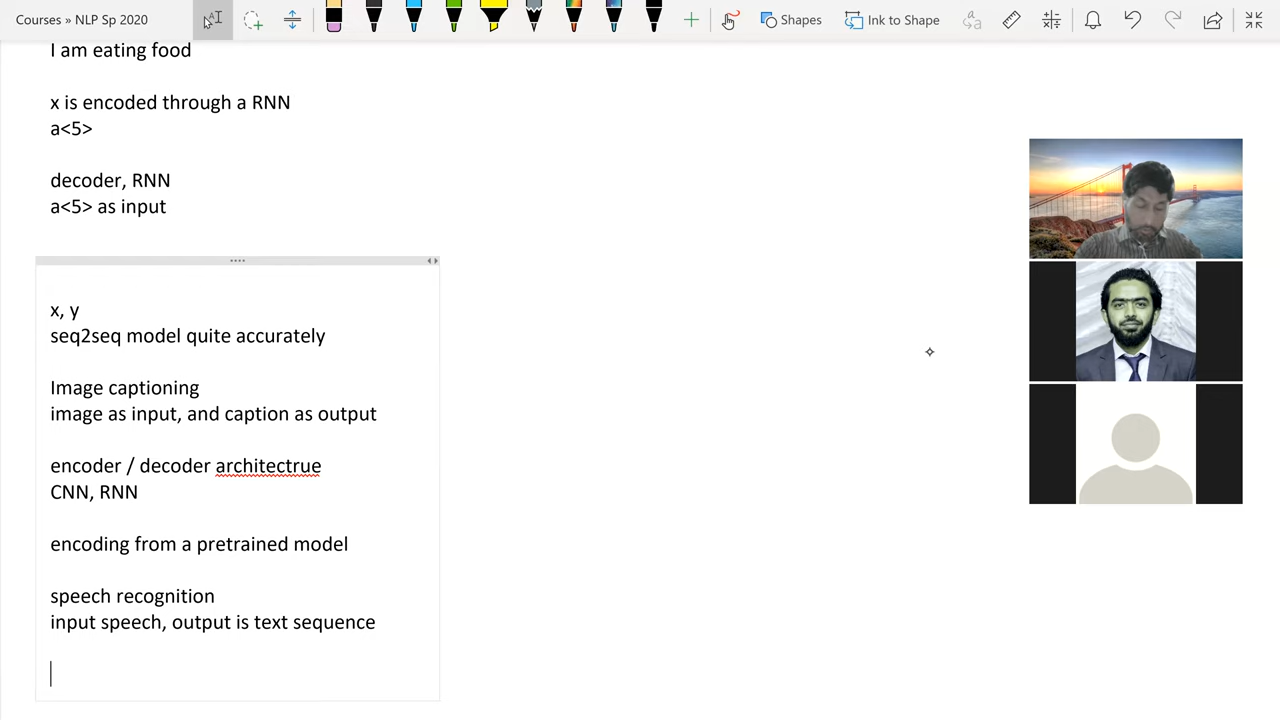 Courses » NLP Sp 2020
Shapes
Ink to Shape
I am eating food
x is encoded through a RNN
a<5>
decoder, RNN
a<5> as input
x, y
seq2seq model quite accurately
Image captioning
image as input, and caption as output
encoder / decoder architectrue
CNN, RNN
encoding from a pretrained model
speech recognition
input speech, output is text sequence